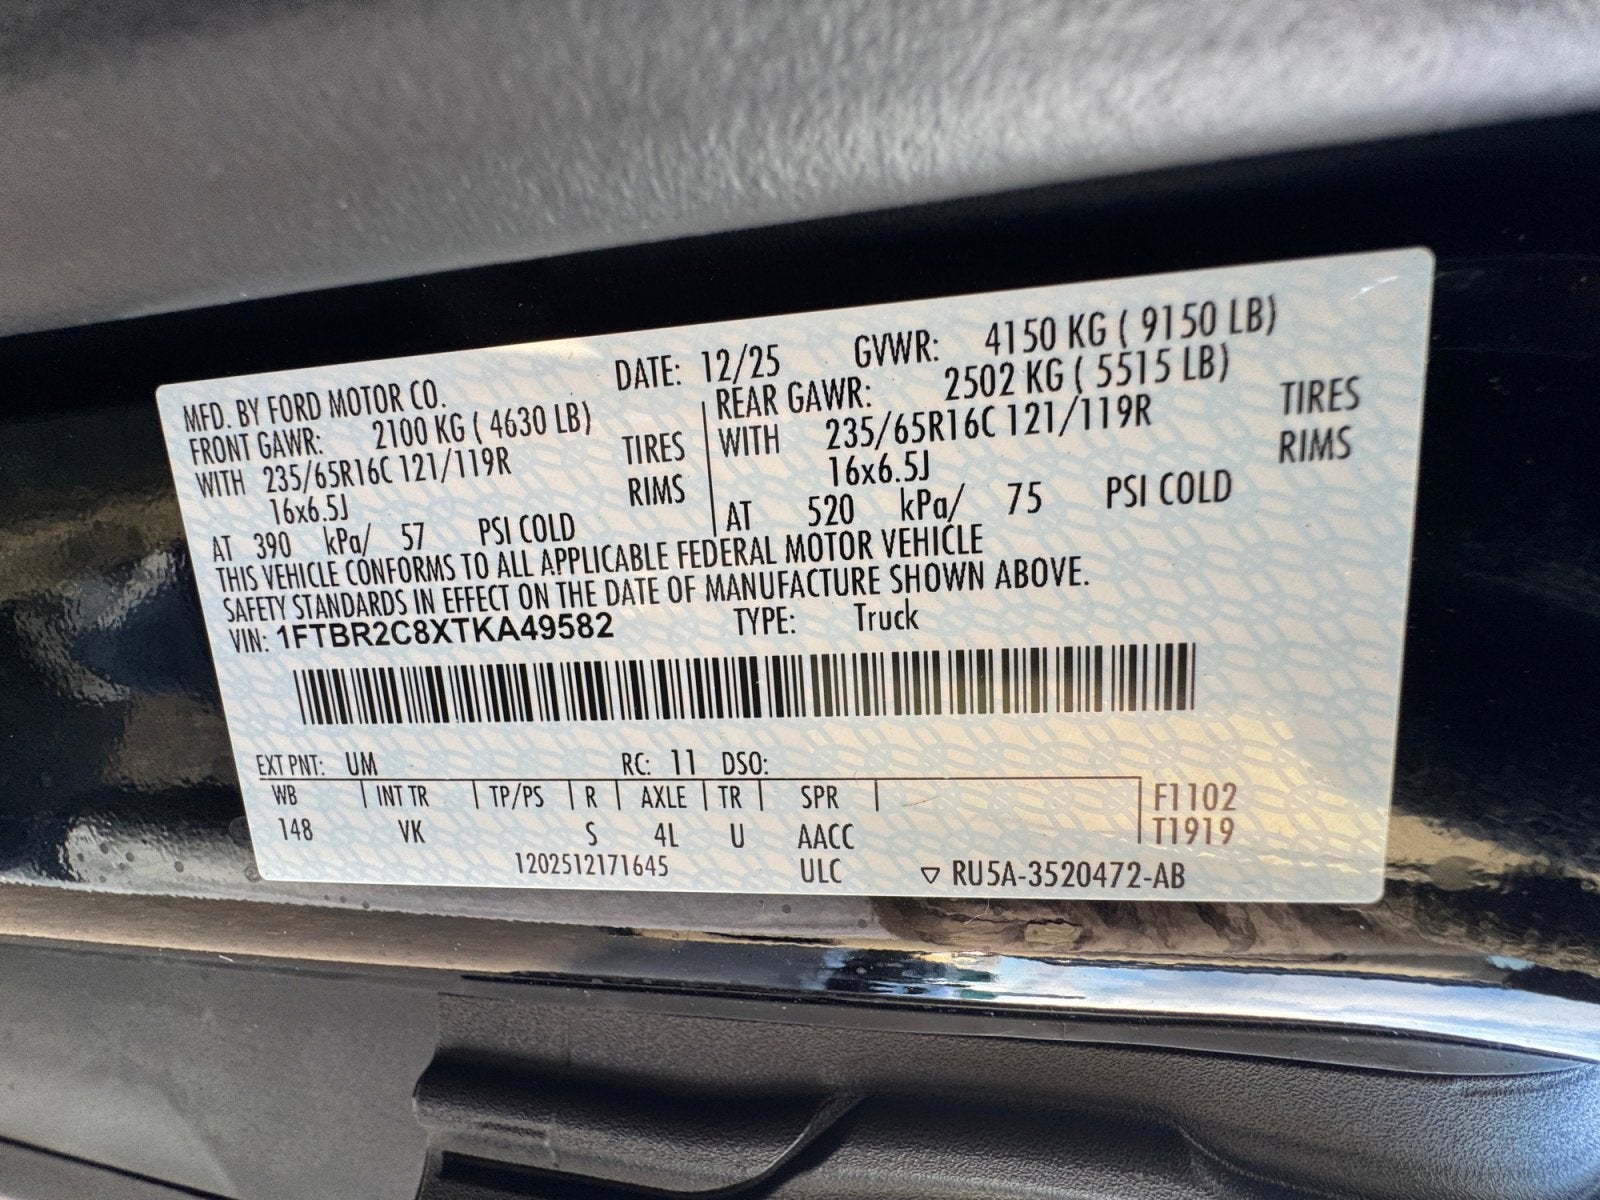 MFD. BY FORD MOTOR CO. DATE: 12/25 GVWR: 4150 KG ( 9150 LB)
FRONT GAWR: 2100 KG ( 4630 LB) REAR GAWR: 2502 KG ( 5515 LB)
WITH 235/65R16C 121/119R TIRES WITH 235/65R16C 121/119R TIRES
16x6.5J RIMS 16x6.5J RIMS
AT 390 kPa/ 57 PSI COLD AT 520 kPa/ 75 PSI COLD
THIS VEHICLE CONFORMS TO ALL APPLICABLE FEDERAL MOTOR VEHICLE
SAFETY STANDARDS IN EFFECT ON THE DATE OF MANUFACTURE SHOWN ABOVE.
VIN: 1FTBR2C8XTKA49582 TYPE: Truck
EXT PNT: UM RC: 11 DSO:
WB INT TR TP/PS R AXLE TR SPR F1102
148 VK S 4L U AACC T1919
1202512171645 ULC ▽ RU5A-3520472-AB